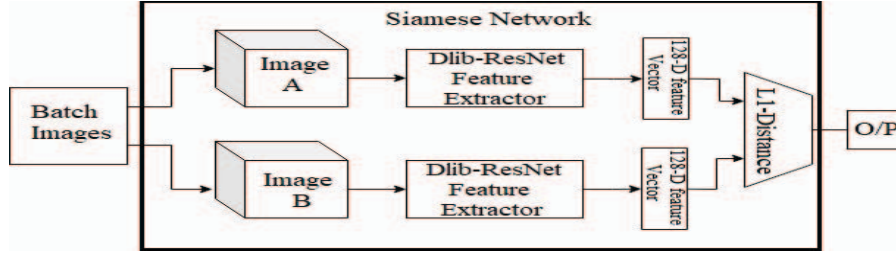 Siamese Network
Batch
Images
Image
A
Dlib-ResNet
Feature
Extractor
128-D feature
Vector
Image
B
Dlib-ResNet
Feature
Extractor
128-D feature
Vector
L1-Distance
O/P